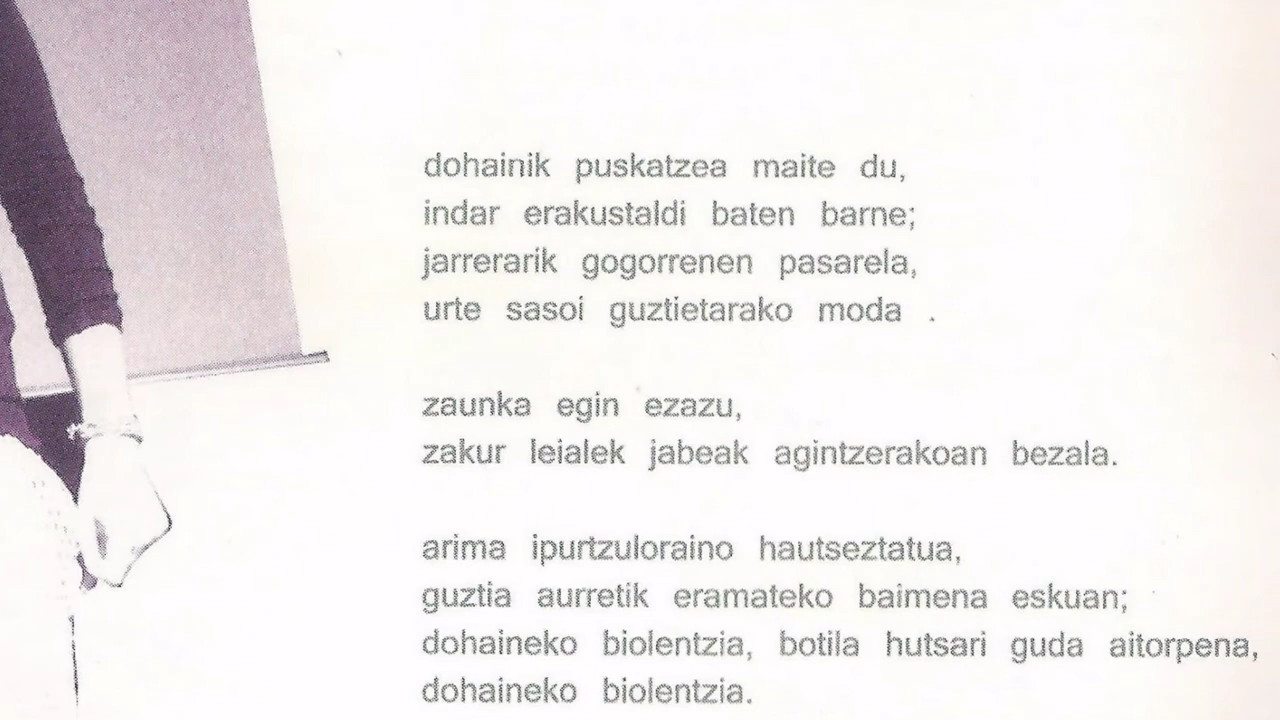 dohainik puskatzea maite du,
indar erakustaldi baten barne;
jarrerarik gogorrenen pasarela,
urte sasoi guztietarako moda .
zaunka egin ezazu,
zakur leialek jabeak agintzerakoan bezala.
arima ipurtzuloraino hautseztatua,
guztia aurretik eramateko baimena eskuan;
dohaineko biolentzia, botila hutsari guda aitorpena,
dohaineko biolentzia.